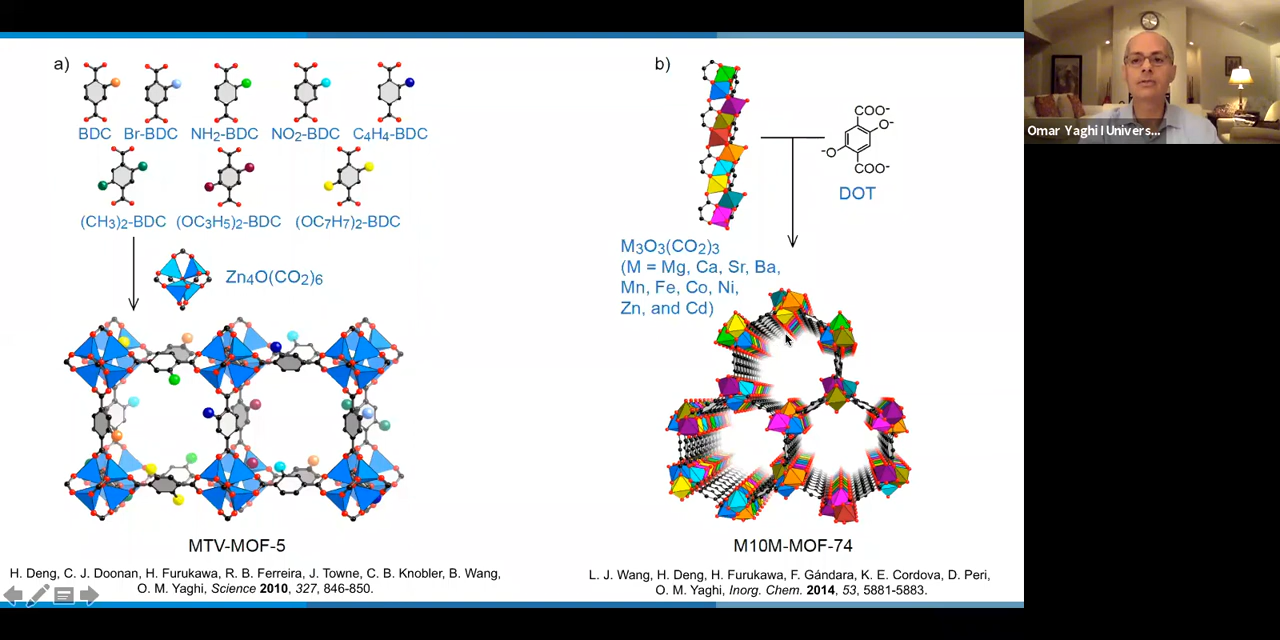 a)
BDC Br-BDC NH2-BDC NO2-BDC C4H4-BDC
(CH3)2-BDC (OC3H5)2-BDC (OC7H7)2-BDC
Zn4O(CO2)6
MTV-MOF-5
H. Deng, C. J. Doonan, H. Furukawa, R. B. Ferreira, J. Towne, C. B. Knobler, B. Wang,
O. M. Yaghi, Science 2010, 327, 846-850.
b)
COO-
O-
-O
COO-
DOT
M3O3(CO2)3
(M = Mg, Ca, Sr, Ba,
Mn, Fe, Co, Ni,
Zn, and Cd)
M10M-MOF-74
L. J. Wang, H. Deng, H. Furukawa, F. Gándara, K. E. Cordova, D. Peri,
O. M. Yaghi, Inorg. Chem. 2014, 53, 5881-5883.
Omar Yaghi I Univers...